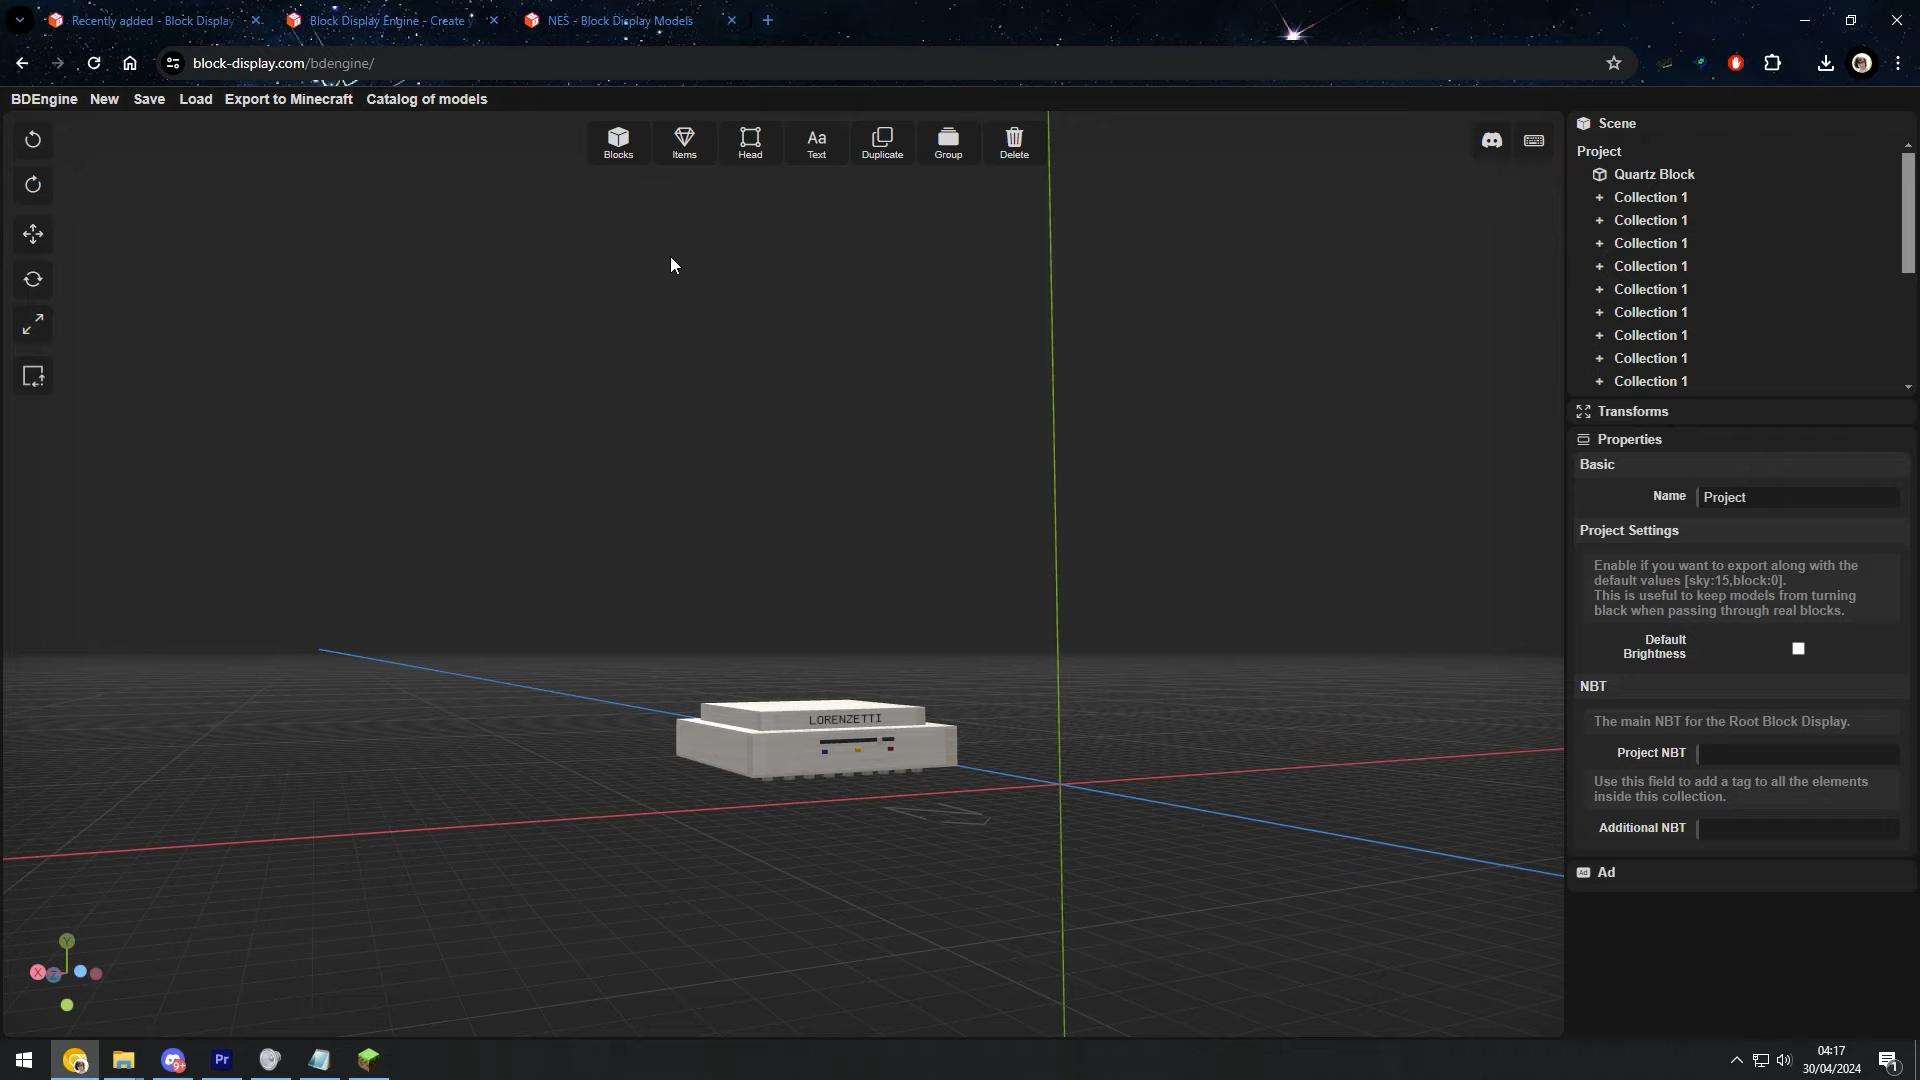 Recently added - Block Display
Block Display Engine - Create
NES - Block Display Models
block-display.com/bdengine/
BDEngine New Save Load Export to Minecraft Catalog of models
Blocks
Items
Aa
Head
Text
Duplicate
Group
Delete
Scene
Project
Quartz Block
+ Collection 1
+ Collection 1
+ Collection 1
+ Collection 1
+ Collection 1
+ Collection 1
+ Collection 1
+ Collection 1
+ Collection 1
Transforms
Properties
Basic
Name Project
Project Settings
Enable if you want to export along with the
default values [sky:15,block:0].
This is useful to keep models from turning
black when passing through real blocks.
Default
Brightness
NBT
The main NBT for the Root Block Display.
Project NBT
Use this field to add a tag to all the elements
inside this collection.
Additional NBT
Ad Ad
LORENZETTI
Y
X
Z
9+
Pr
04:17
30/04/2024
1